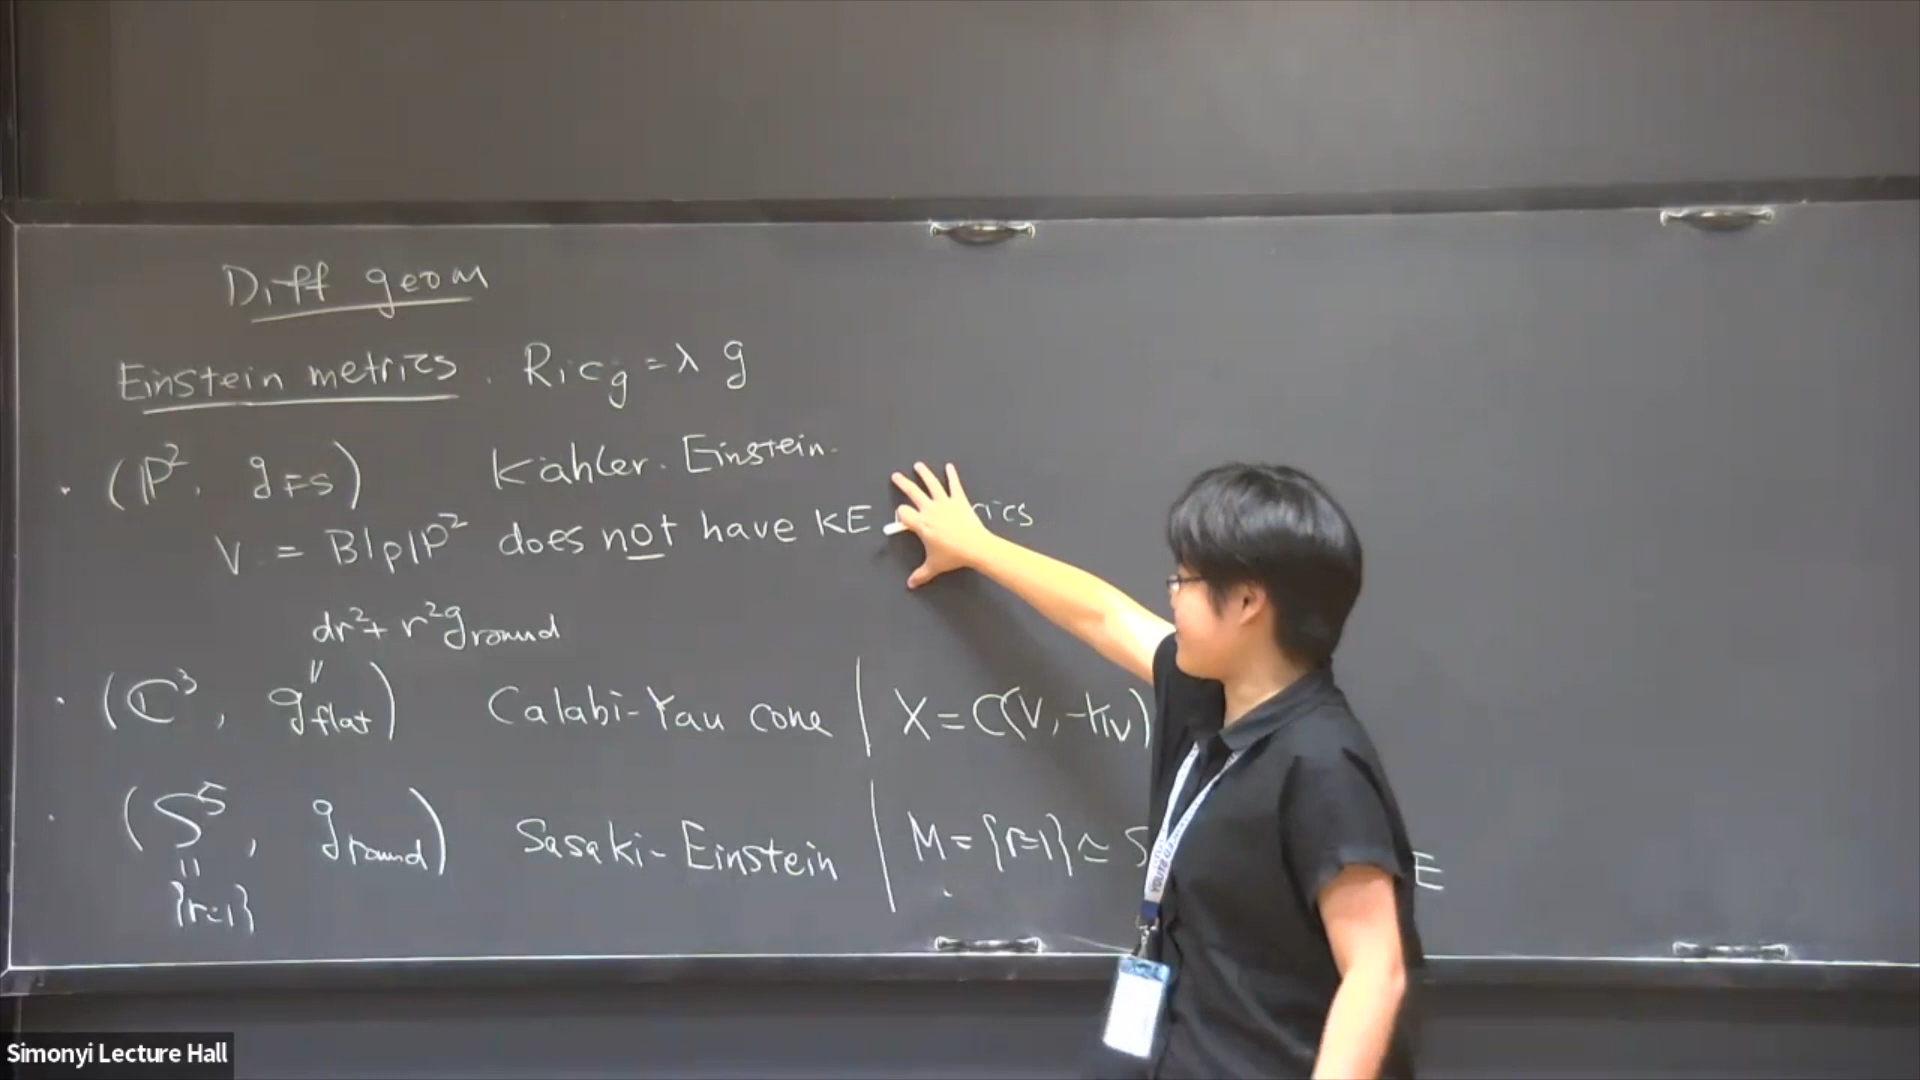 Diff geom
Einstein metrics. Ric_g = λ g
· (P², g_FS) Kähler-Einstein.
V = Bl_p P² does not have KE
dr² + r² g_round
· (ℂ³, g_flat) Calabi-Yau cone | X = C(V, -K_V)
· (S⁵, g_round) Sasaki-Einstein | M = {r=1} ≃ S E
{r=1}
Simonyi Lecture Hall